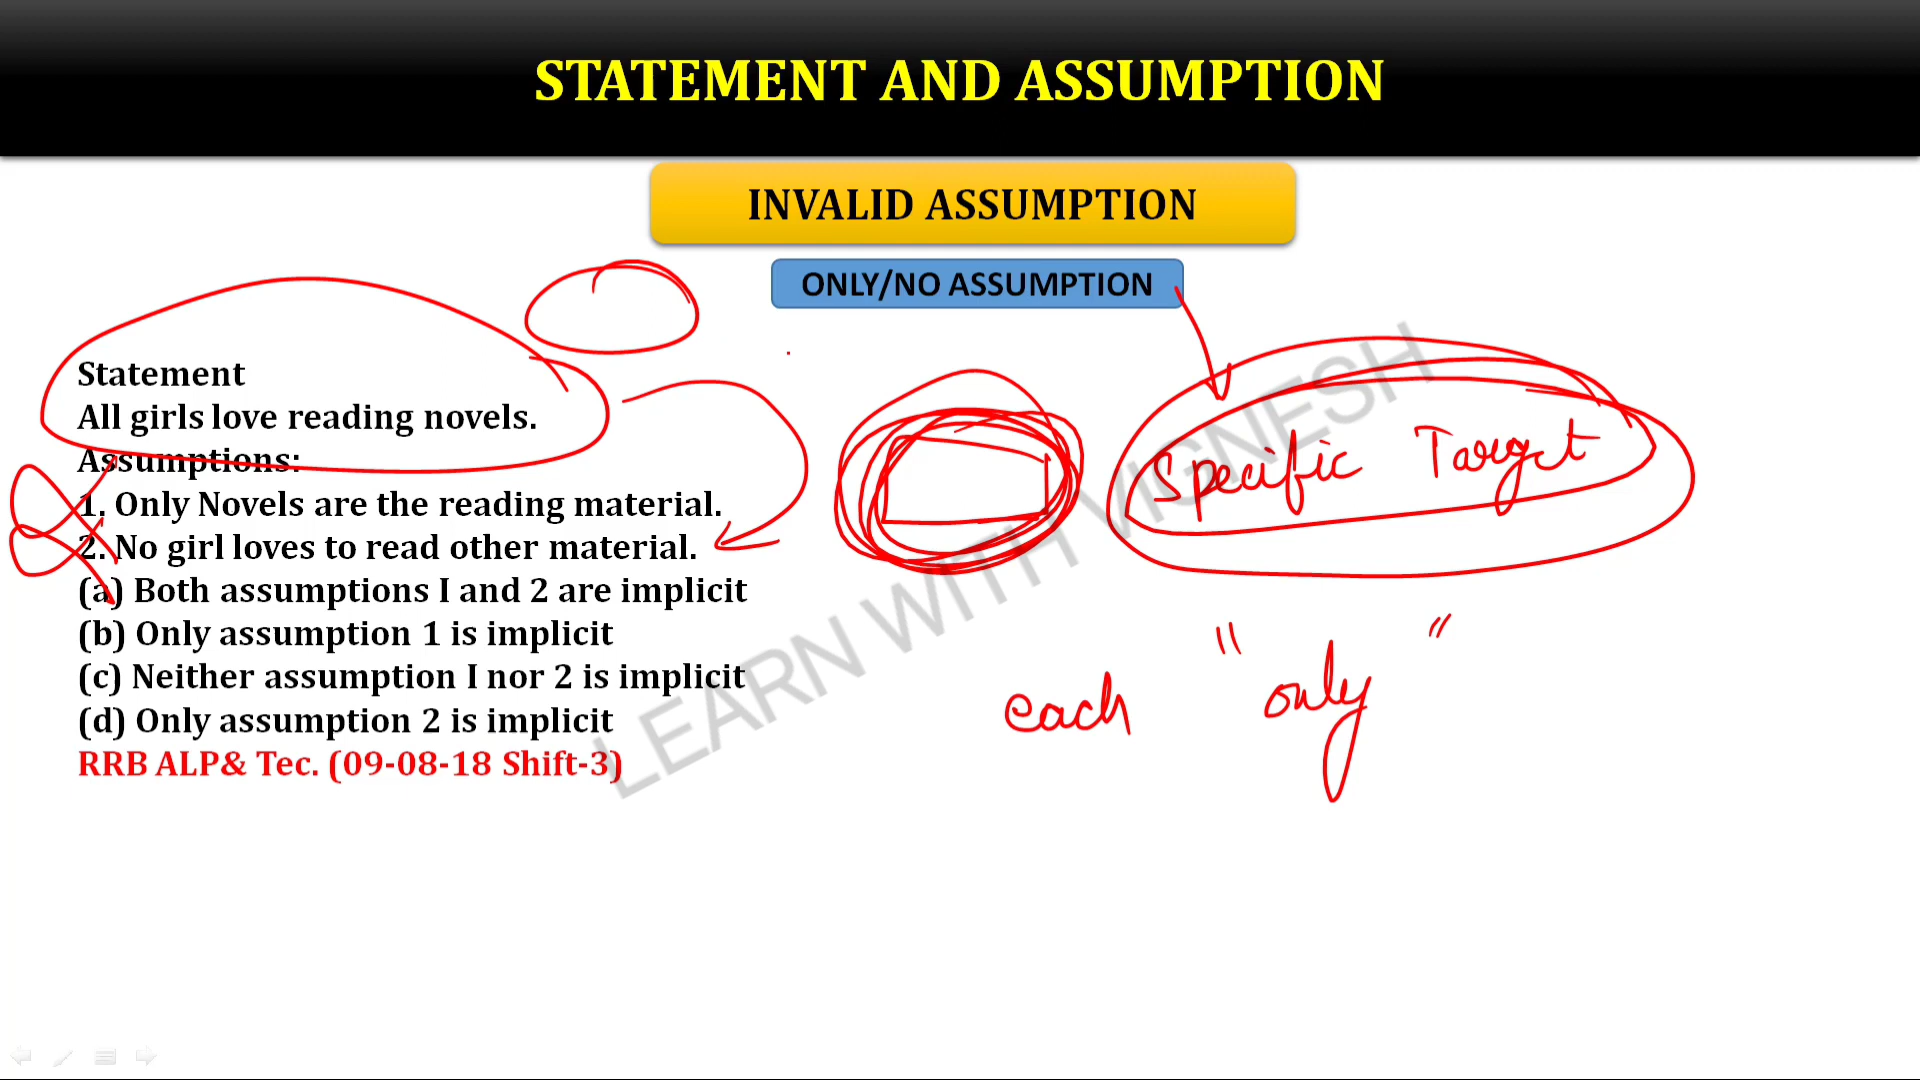 STATEMENT AND ASSUMPTION
INVALID ASSUMPTION
ONLY/NO ASSUMPTION
Statement
All girls love reading novels.
Assumptions:
1. Only Novels are the reading material.
2. No girl loves to read other material.
(a) Both assumptions I and 2 are implicit
(b) Only assumption 1 is implicit
(c) Neither assumption I nor 2 is implicit
(d) Only assumption 2 is implicit
RRB ALP& Tec. (09-08-18 Shift-3)
Specific Target
each "only"
LEARN WITH VIGNESH